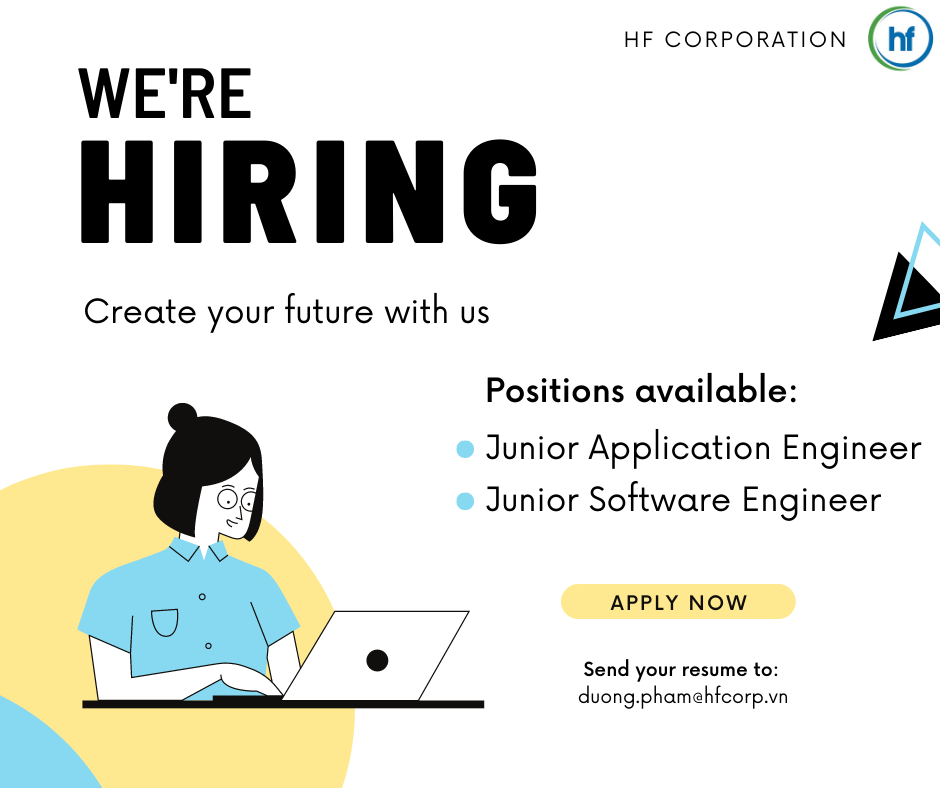 HF CORPORATION
hf
WE'RE
HIRING
Create your future with us
Positions available:
Junior Application Engineer
Junior Software Engineer
APPLY NOW
Send your resume to:
duong.pham@hfcorp.vn